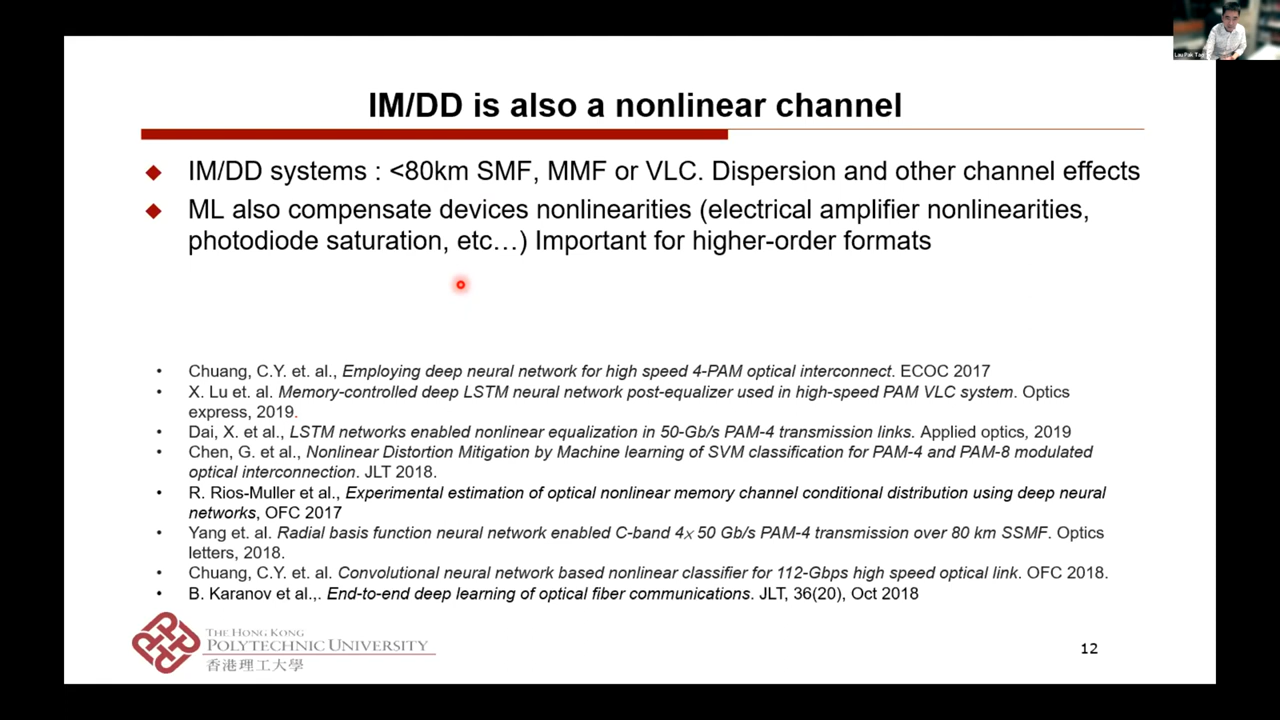 Lau Pak Tao
IM/DD is also a nonlinear channel
IM/DD systems : <80km SMF, MMF or VLC. Dispersion and other channel effects
ML also compensate devices nonlinearities (electrical amplifier nonlinearities,
photodiode saturation, etc…) Important for higher-order formats
• Chuang, C.Y. et. al., Employing deep neural network for high speed 4-PAM optical interconnect. ECOC 2017
• X. Lu et. al. Memory-controlled deep LSTM neural network post-equalizer used in high-speed PAM VLC system. Optics
express, 2019.
• Dai, X. et al., LSTM networks enabled nonlinear equalization in 50-Gb/s PAM-4 transmission links. Applied optics, 2019
• Chen, G. et al., Nonlinear Distortion Mitigation by Machine learning of SVM classification for PAM-4 and PAM-8 modulated
optical interconnection. JLT 2018.
• R. Rios-Muller et al., Experimental estimation of optical nonlinear memory channel conditional distribution using deep neural
networks, OFC 2017
• Yang et. al. Radial basis function neural network enabled C-band 4x 50 Gb/s PAM-4 transmission over 80 km SSMF. Optics
letters, 2018.
• Chuang, C.Y. et. al. Convolutional neural network based nonlinear classifier for 112-Gbps high speed optical link. OFC 2018.
• B. Karanov et al.,. End-to-end deep learning of optical fiber communications. JLT, 36(20), Oct 2018
THE HONG KONG
POLYTECHNIC UNIVERSITY
香港理工大學
12